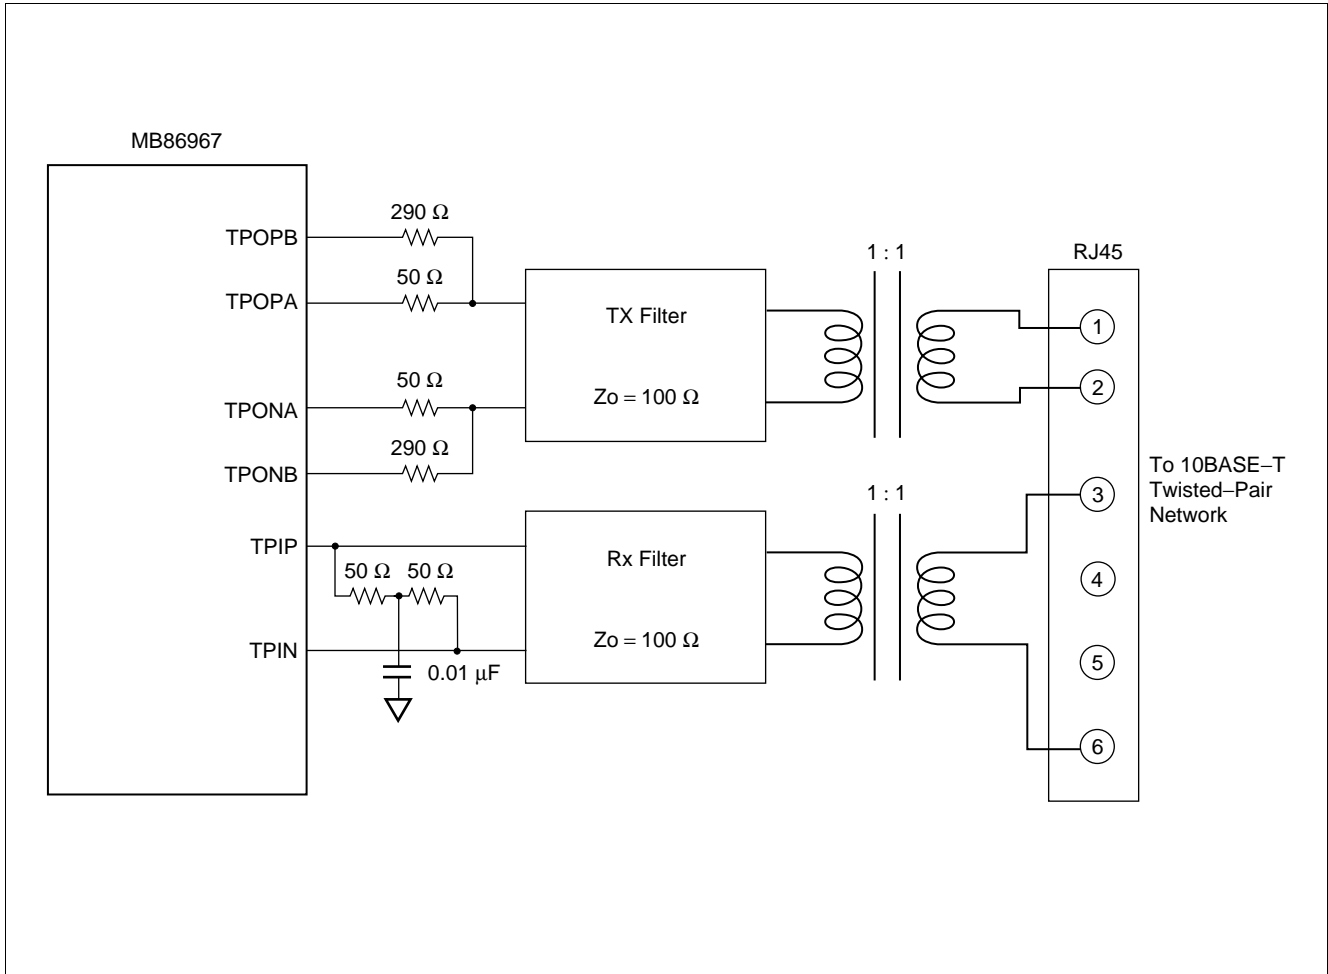 MB86967
290 Ω
TPOPB
50 Ω
TPOPA
50 Ω
TPONA
290 Ω
TPONB
TPIP
50 Ω 50 Ω
TPIN
0.01 μF
TX Filter
Zo = 100 Ω
Rx Filter
Zo = 100 Ω
1 : 1
1 : 1
RJ45
1
2
3
4
5
6
To 10BASE–T
Twisted–Pair
Network